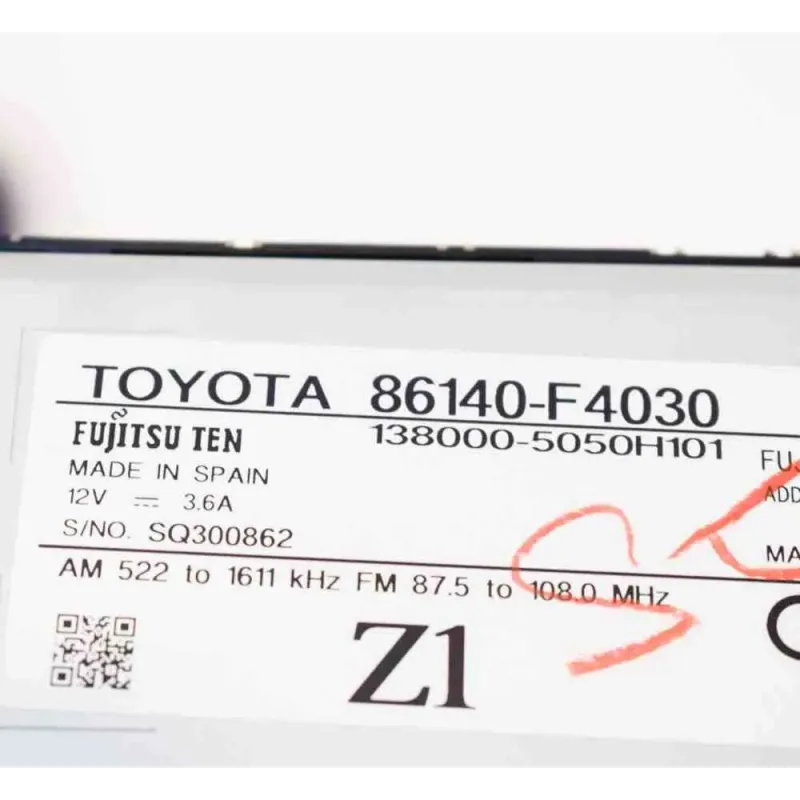 TOYOTA 86140-F4030
FUJITSU TEN 138000-5050H101
MADE IN SPAIN
12V ⎓ 3.6A
S/NO. SQ300862
AM 522 to 1611 kHz FM 87.5 to 108.0 MHz
Z1